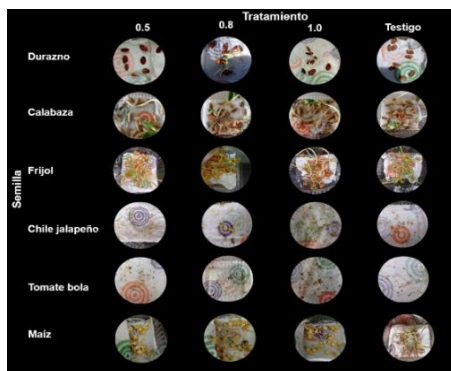 Tratamiento
0.5 0.8 1.0 Testigo
Durazno
Calabaza
Frijol
Semilla
Chile jalapeño
Tomate bola
Maíz